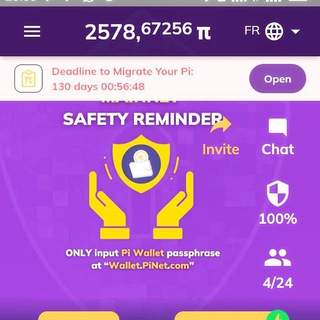 2578,67256 π
FR
Deadline to Migrate Your Pi:
130 days 00:56:48
Open
MAINNET
SAFETY REMINDER
Invite
Chat
100%
ONLY input Pi Wallet passphrase
at “Wallet.PiNet.com”
4/24